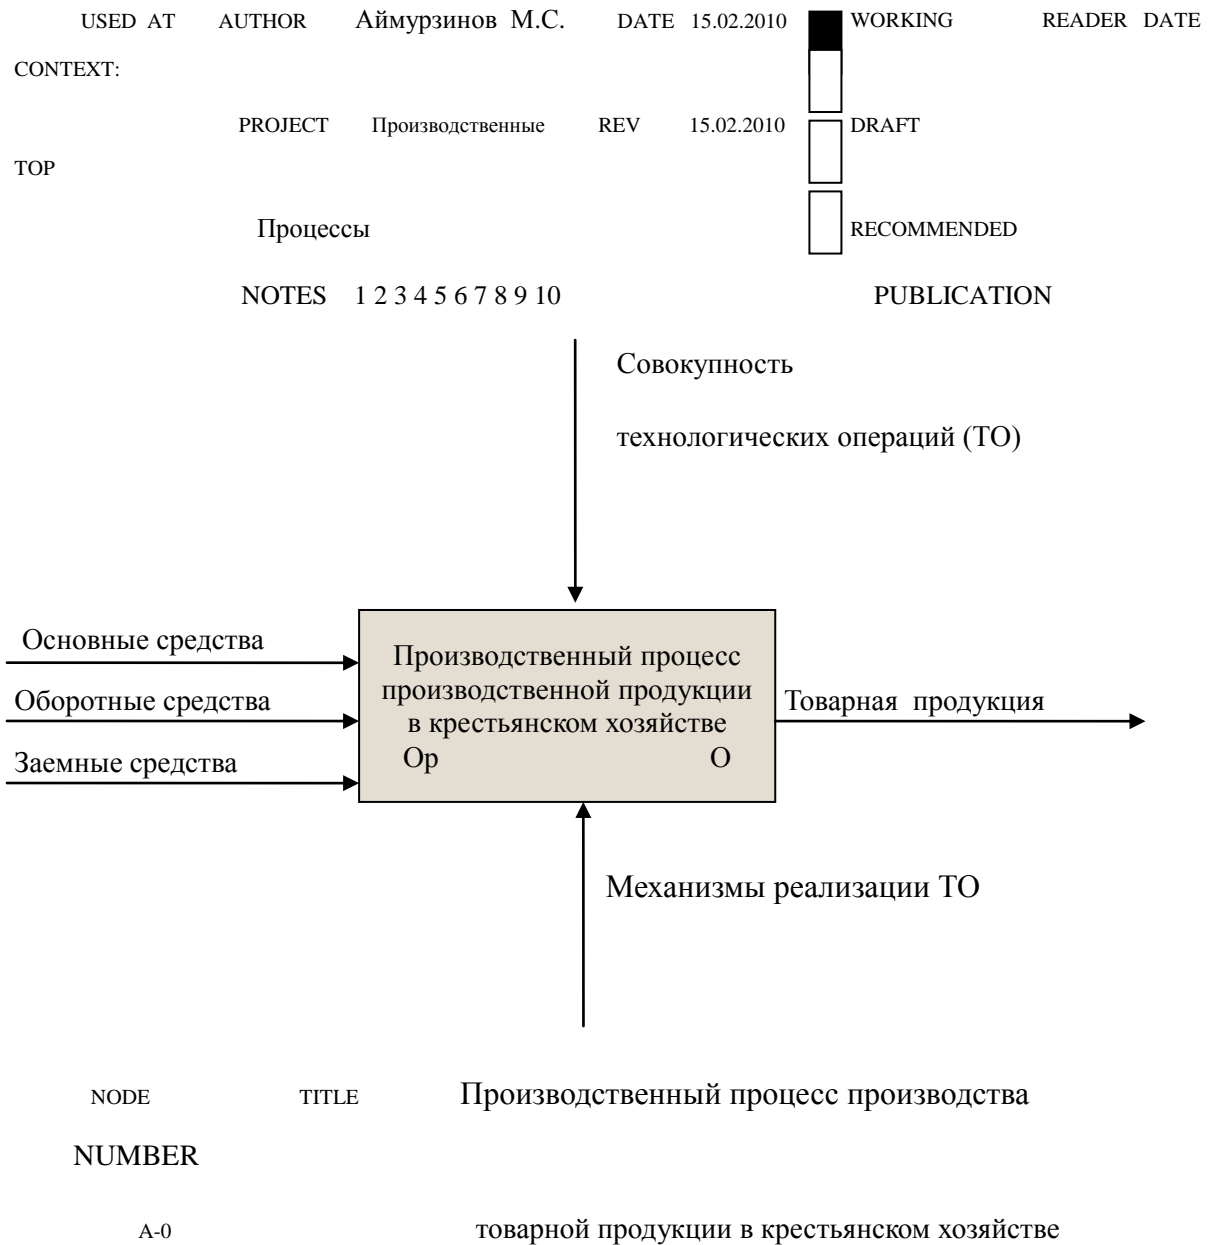 USED AT AUTHOR Аймурзинов М.С. DATE 15.02.2010 WORKING READER DATE
CONTEXT:
PROJECT Производственные REV 15.02.2010 DRAFT
TOP
Процессы RECOMMENDED
NOTES 1 2 3 4 5 6 7 8 9 10 PUBLICATION
Совокупность
технологических операций (ТО)
Основные средства
Оборотные средства
Заемные средства
Производственный процесс
производственной продукции
в крестьянском хозяйстве
Ор О
Товарная продукция
Механизмы реализации ТО
NODE TITLE Производственный процесс производства
NUMBER
A-0 товарной продукции в крестьянском хозяйстве